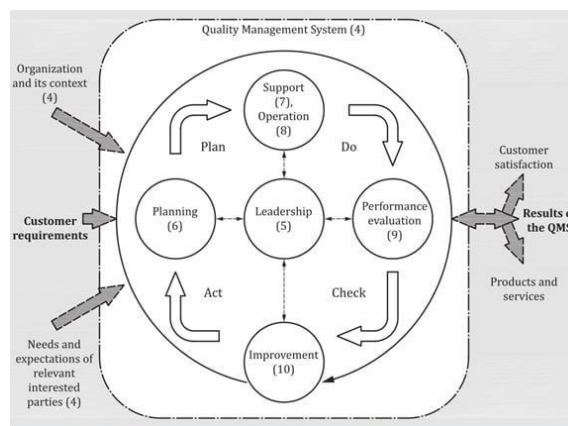 Quality Management System (4)
Organization
and its context
(4)
Support
(7),
Operation
(8)
Plan
Do
Customer
satisfaction
Customer
requirements
Planning
(6)
Leadership
(5)
Performance
evaluation
(9)
Results
the QMS
Act
Check
Products and
services
Needs and
expectations of
relevant
interested
parties (4)
Improvement
(10)